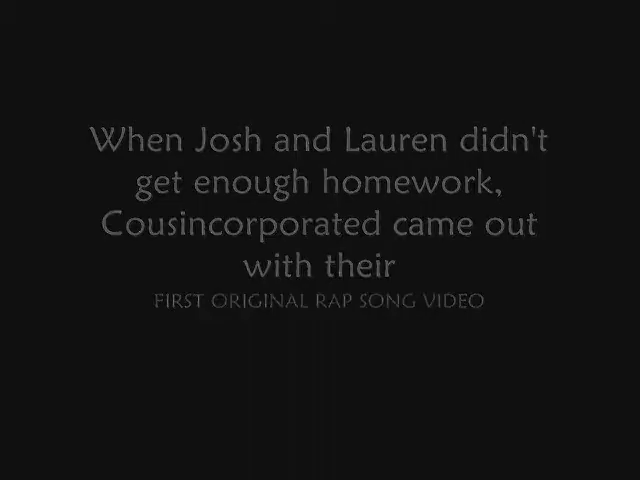 When Josh and Lauren didn't
get enough homework,
Cousincorporated came out
with their
FIRST ORIGINAL RAP SONG VIDEO